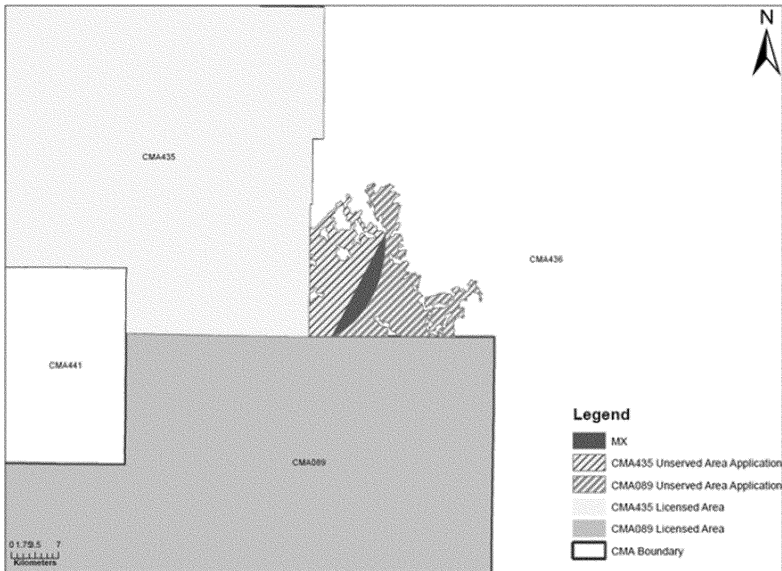 N
CMA435
CMA436
CMA441
CMA089
Legend
MX
CMA435 Unserved Area Application
CMA089 Unserved Area Application
CMA435 Licensed Area
CMA089 Licensed Area
CMA Boundary
7
Kilometers